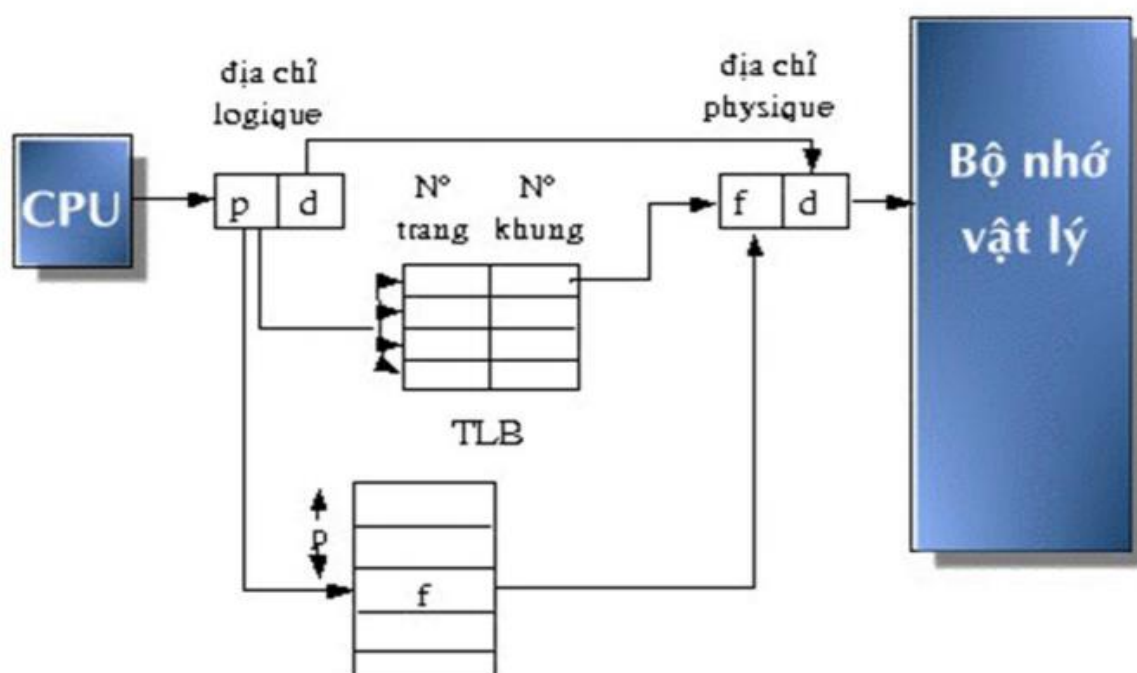 địa chỉ
logique
địa chỉ
physique
CPU
p
d
N°
trang
N°
khung
f
d
Bộ nhớ
vật lý
TLB
p
f